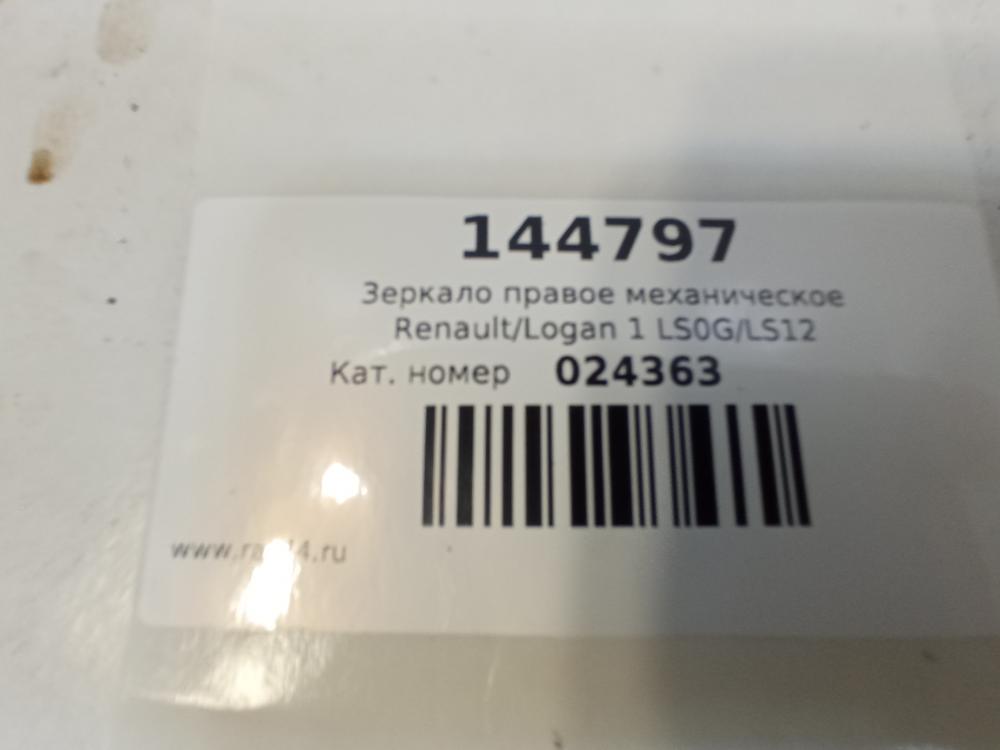 144797
Зеркало правое механическое
Renault/Logan 1 LS0G/LS12
Кат. номер 024363